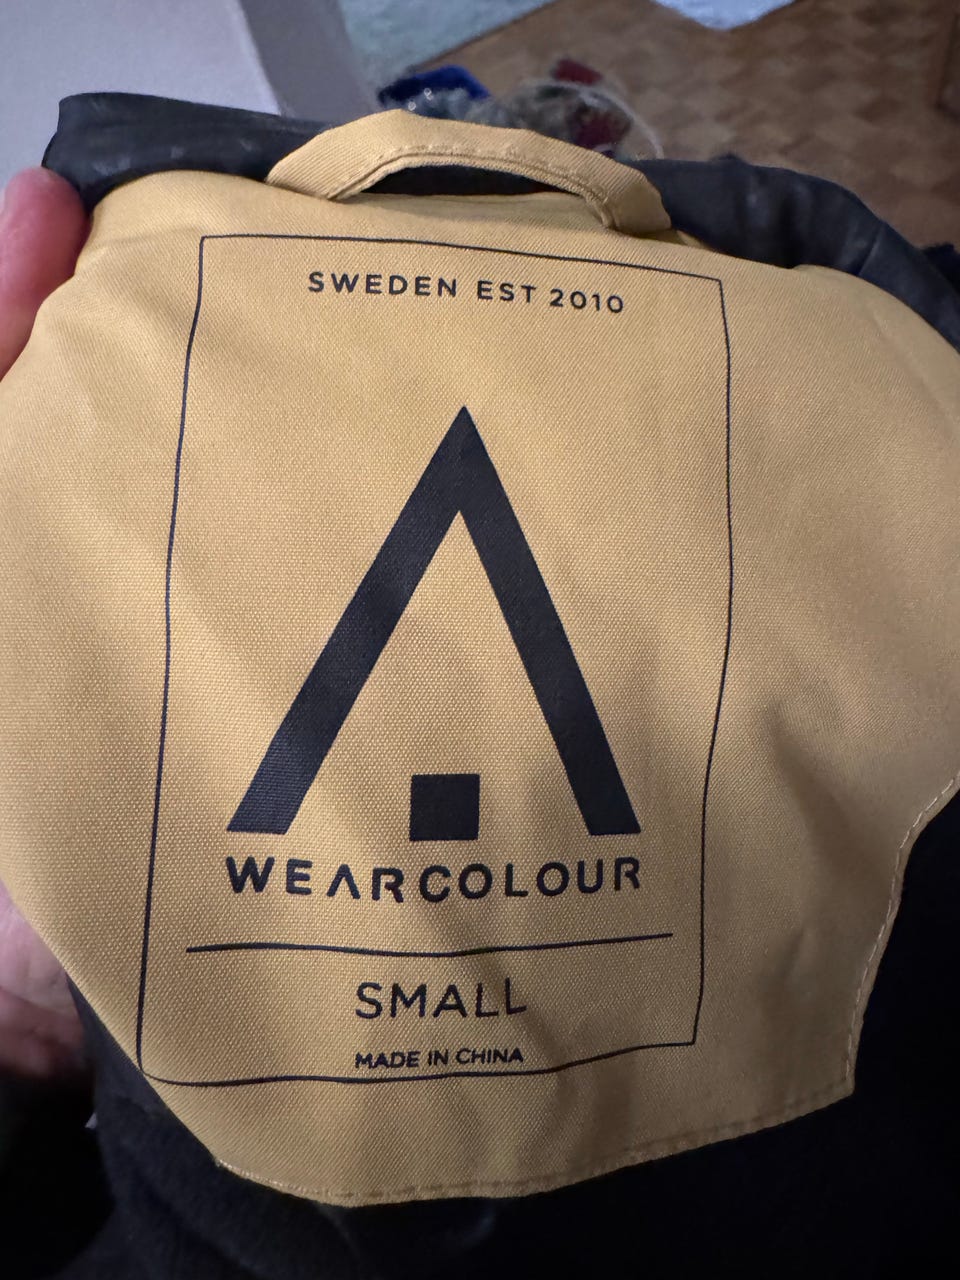 SWEDEN EST 2010
WEARCOLOUR
SMALL
MADE IN CHINA